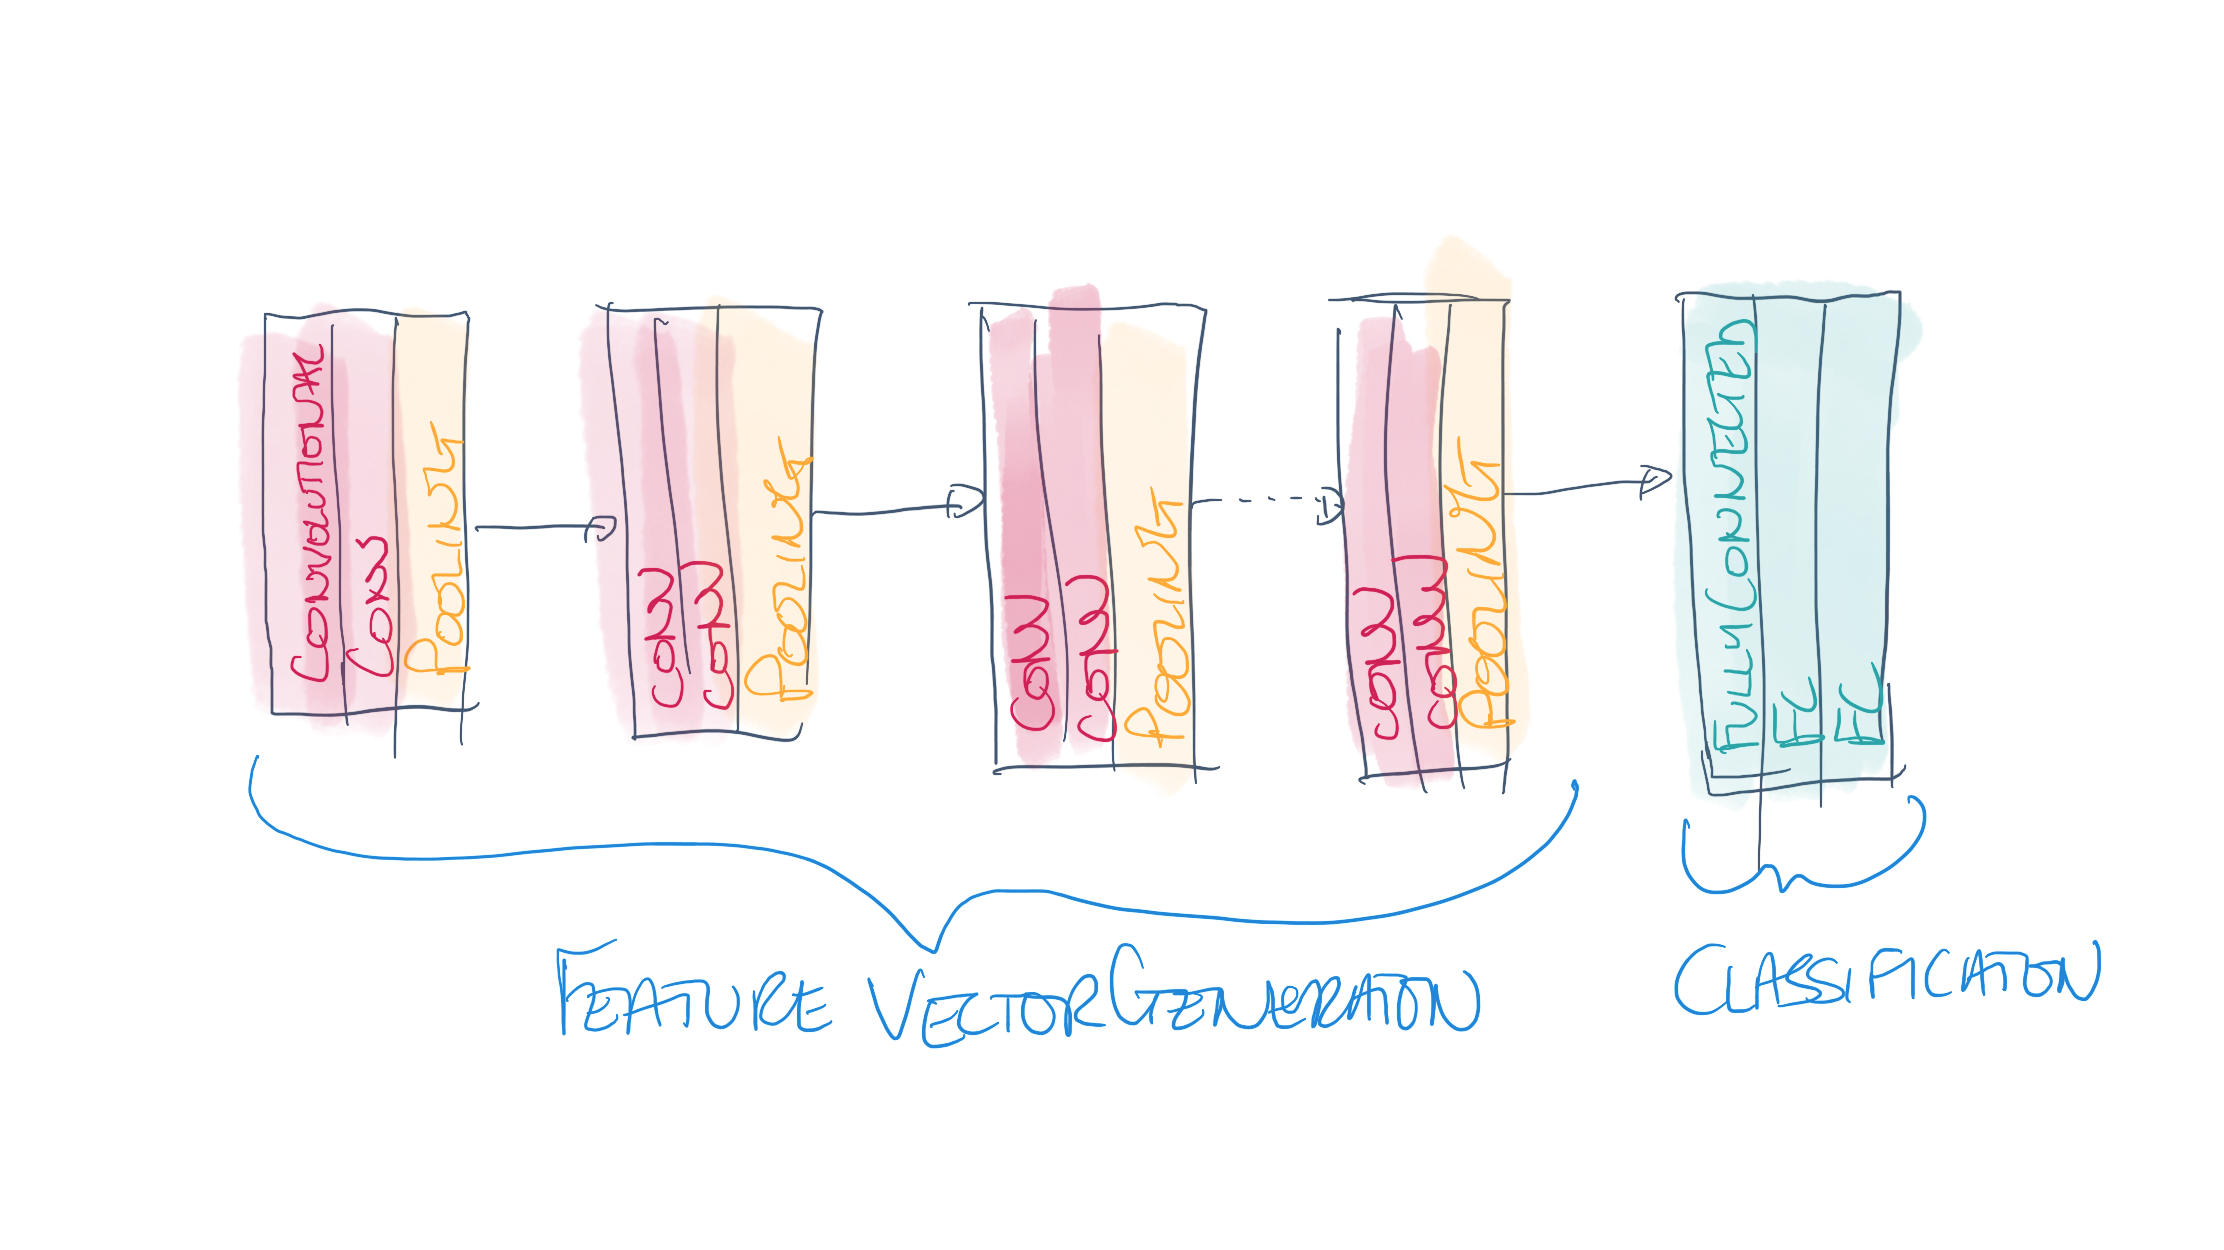 CONVOLUTIONAL
CONV
POOLING
CONV
CONV
POOLING
CONV
CONV
POOLING
CONV
CONV
POOLING
FULLY CONNECTED
FC
FC
FEATURE VECTOR GENERATION
CLASSIFICATION